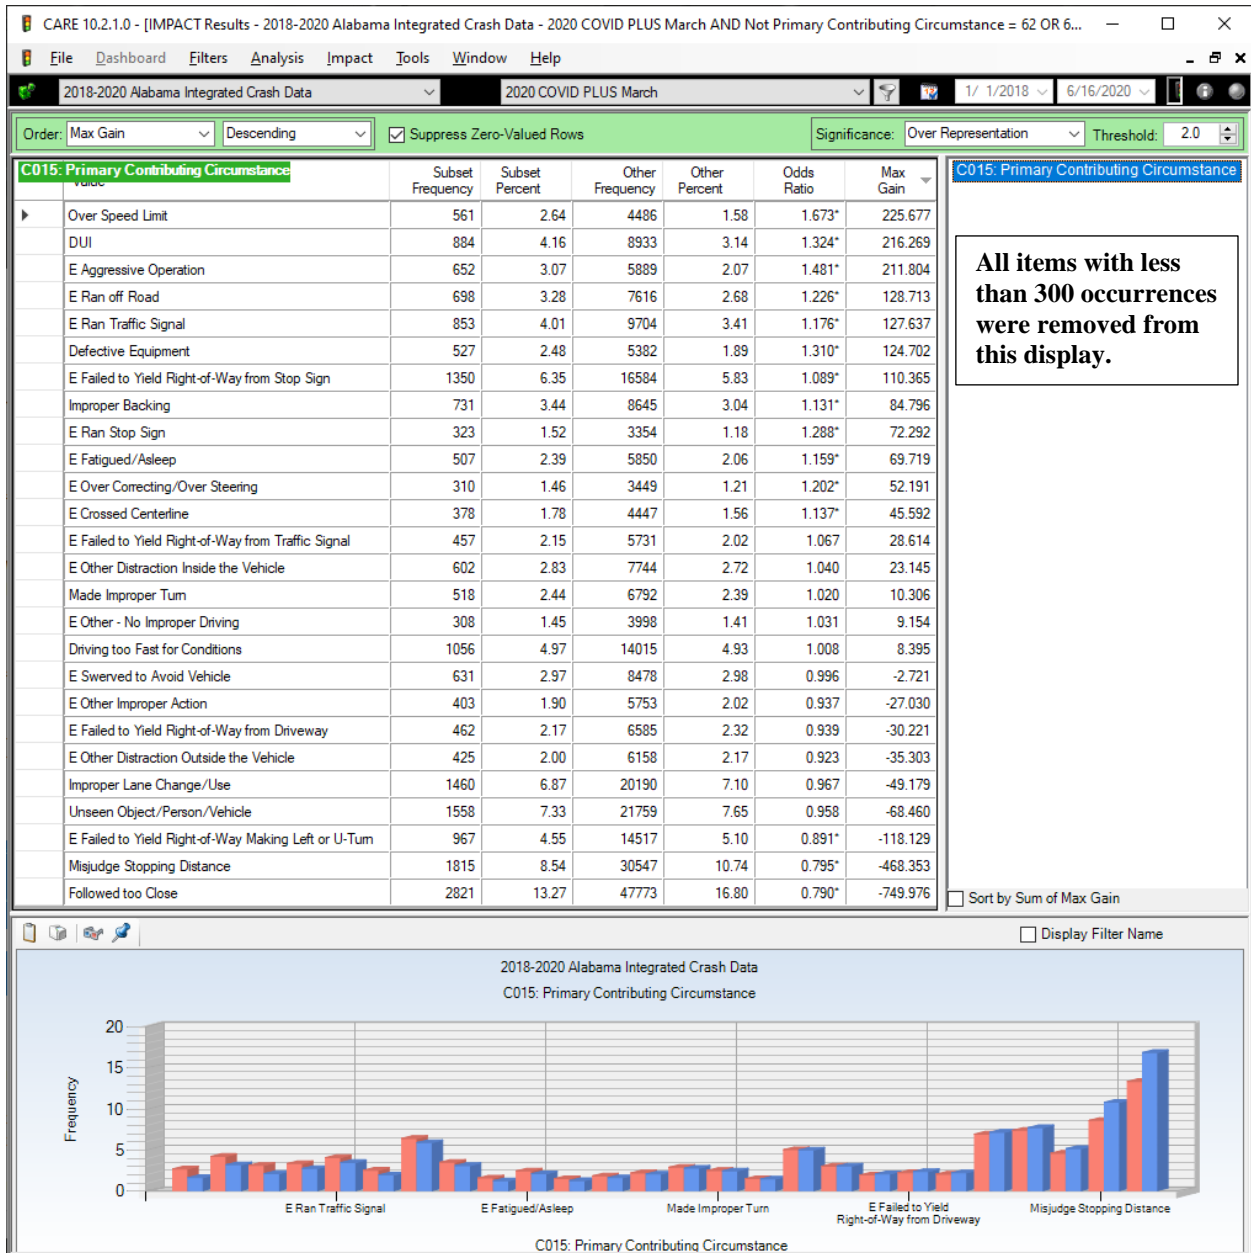 CARE 10.2.1.0 - [IMPACT Results - 2018-2020 Alabama Integrated Crash Data - 2020 COVID PLUS March AND Not Primary Contributing Circumstance = 62 OR 6...
File Dashboard Filters Analysis Impact Tools Window Help
2018-2020 Alabama Integrated Crash Data 2020 COVID PLUS March 1/ 1/2018 6/16/2020
Order: Max Gain Descending Suppress Zero-Valued Rows Significance: Over Representation Threshold: 2.0
C015: Primary Contributing Circumstance Subset Frequency Subset Percent Other Frequency Other Percent Odds Ratio Max Gain
Over Speed Limit 561 2.64 4486 1.58 1.673* 225.677
DUI 884 4.16 8933 3.14 1.324* 216.269
E Aggressive Operation 652 3.07 5889 2.07 1.481* 211.804
E Ran off Road 698 3.28 7616 2.68 1.226* 128.713
E Ran Traffic Signal 853 4.01 9704 3.41 1.176* 127.637
Defective Equipment 527 2.48 5382 1.89 1.310* 124.702
E Failed to Yield Right-of-Way from Stop Sign 1350 6.35 16584 5.83 1.089* 110.365
Improper Backing 731 3.44 8645 3.04 1.131* 84.796
E Ran Stop Sign 323 1.52 3354 1.18 1.288* 72.292
E Fatigued/Asleep 507 2.39 5850 2.06 1.159* 69.719
E Over Correcting/Over Steering 310 1.46 3449 1.21 1.202* 52.191
E Crossed Centerline 378 1.78 4447 1.56 1.137* 45.592
E Failed to Yield Right-of-Way from Traffic Signal 457 2.15 5731 2.02 1.067 28.614
E Other Distraction Inside the Vehicle 602 2.83 7744 2.72 1.040 23.145
Made Improper Turn 518 2.44 6792 2.39 1.020 10.306
E Other - No Improper Driving 308 1.45 3998 1.41 1.031 9.154
Driving too Fast for Conditions 1056 4.97 14015 4.93 1.008 8.395
E Swerved to Avoid Vehicle 631 2.97 8478 2.98 0.996 -2.721
E Other Improper Action 403 1.90 5753 2.02 0.937 -27.030
E Failed to Yield Right-of-Way from Driveway 462 2.17 6585 2.32 0.939 -30.221
E Other Distraction Outside the Vehicle 425 2.00 6158 2.17 0.923 -35.303
Improper Lane Change/Use 1460 6.87 20190 7.10 0.967 -49.179
Unseen Object/Person/Vehicle 1558 7.33 21759 7.65 0.958 -68.460
E Failed to Yield Right-of-Way Making Left or U-Turn 967 4.55 14517 5.10 0.891* -118.129
Misjudge Stopping Distance 1815 8.54 30547 10.74 0.795* -468.353
Followed too Close 2821 13.27 47773 16.80 0.790* -749.976
C015: Primary Contributing Circumstance
All items with less
than 300 occurrences
were removed from
this display.
Sort by Sum of Max Gain
Display Filter Name
2018-2020 Alabama Integrated Crash Data
C015: Primary Contributing Circumstance
Frequency
20
15
10
5
0
E Ran Traffic Signal
E Fatigued/Asleep
Made Improper Turn
E Failed to Yield
Right-of-Way from Driveway
Misjudge Stopping Distance
C015: Primary Contributing Circumstance